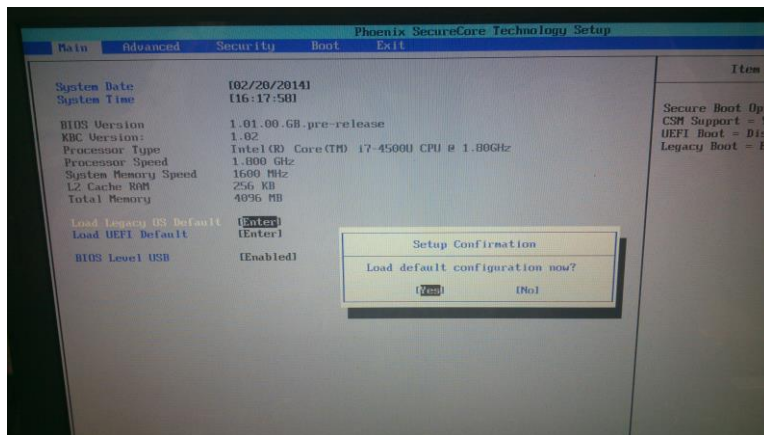 Phoenix SecureCore Technology Setup
Main Advanced Security Boot Exit
System Date [02/20/2014]
System Time [16:17:50]
BIOS Version 1.01.00.GB.pre-release
KBC Version: 1.02
Processor Type Intel(R) Core(TM) i7-4500U CPU @ 1.80GHz
Processor Speed 1.800 GHz
System Memory Speed 1600 MHz
L2 Cache RAM 256 KB
Total Memory 4096 MB
Load Legacy OS Default [Enter]
Load UEFI Default [Enter]
BIOS Level USB [Enabled]
Setup Confirmation
Load default configuration now?
[Yes] [No]
Item
Secure Boot Op
CSM Support =
UEFI Boot = Dis
Legacy Boot =